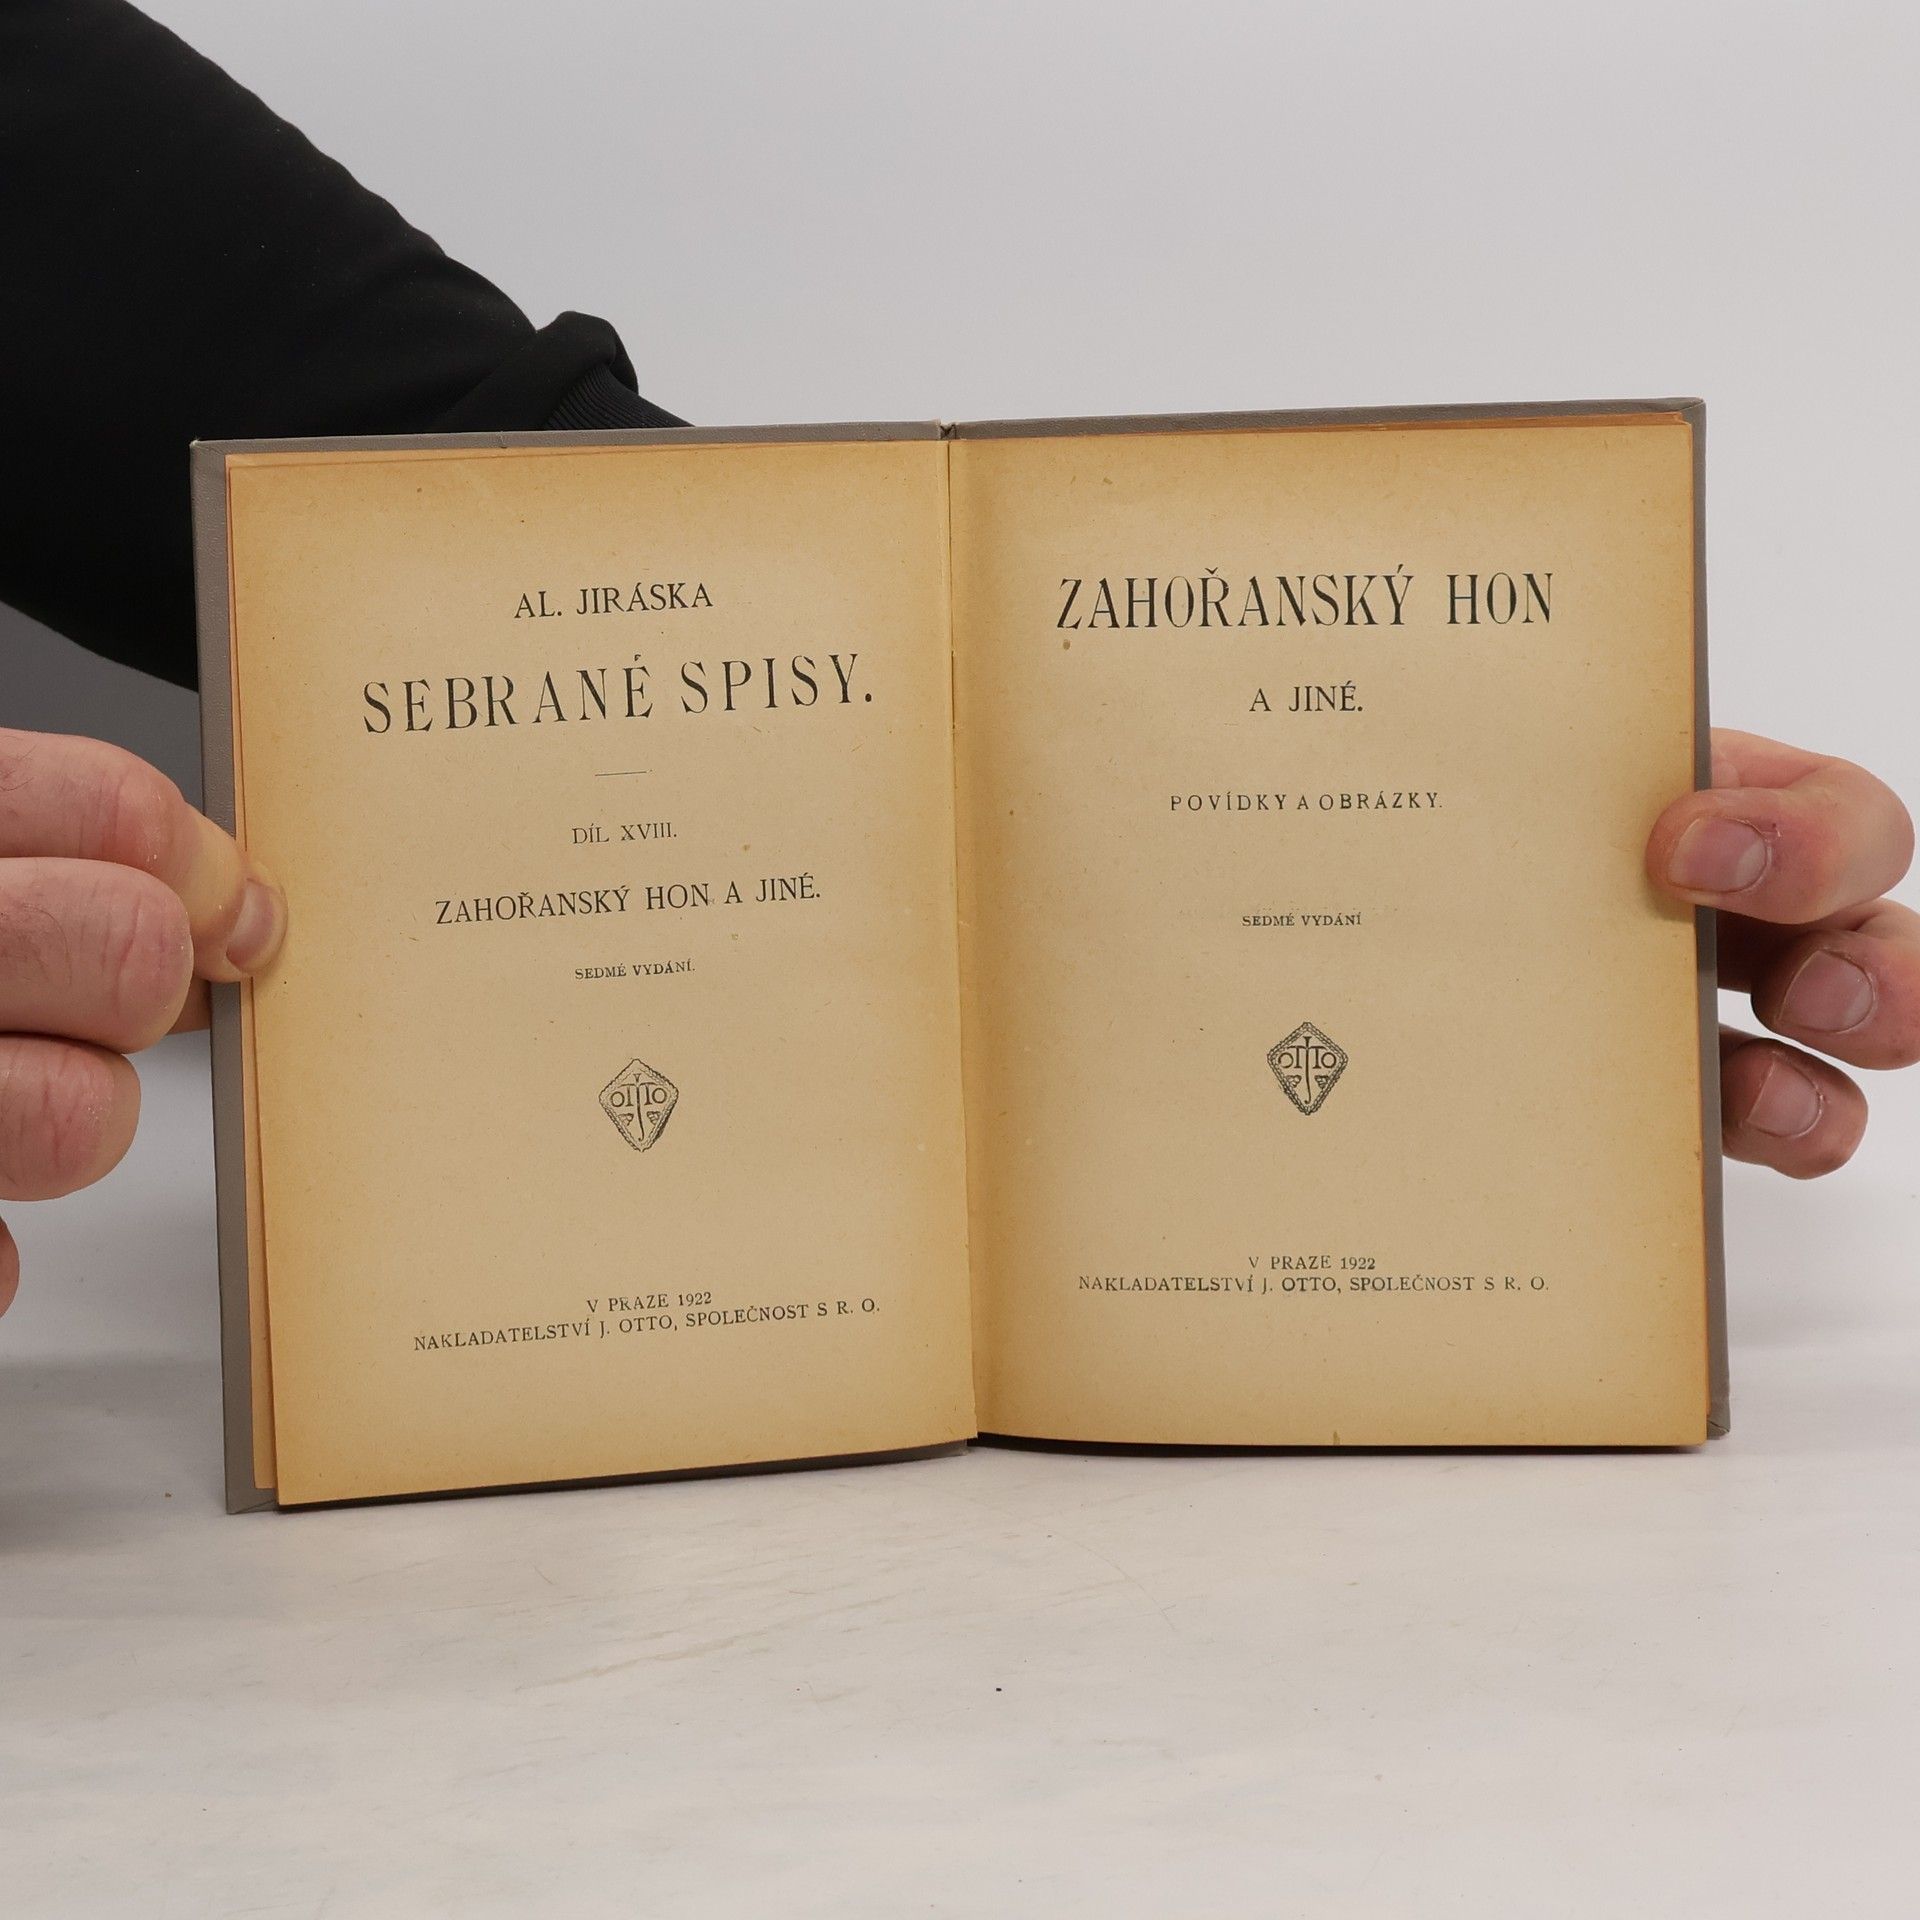 AL. JIRÁSKA
SEBRANÉ SPISY.
DÍL XVIII.
ZAHOŘANSKÝ HON A JINÉ.
SEDMÉ VYDÁNÍ.
OTTO
V PRAZE 1922
NAKLADATELSTVÍ J. OTTO, SPOLEČNOST S R. O.
ZAHOŘANSKÝ HON
A JINÉ.
POVÍDKY A OBRÁZKY.
SEDMÉ VYDÁNÍ
OTTO
V PRAZE 1922
NAKLADATELSTVÍ J. OTTO, SPOLEČNOST S R. O.